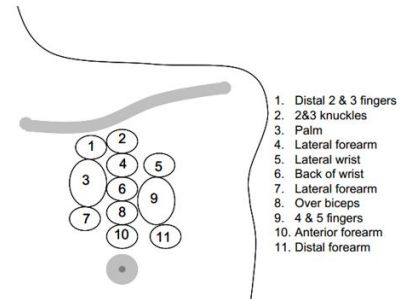 1
2
3
4
5
6
7
8
9
10
11
1. Distal 2 & 3 fingers
2. 2&3 knuckles
3. Palm
4. Lateral forearm
5. Lateral wrist
6. Back of wrist
7. Lateral forearm
8. Over biceps
9. 4 & 5 fingers
10. Anterior forearm
11. Distal forearm